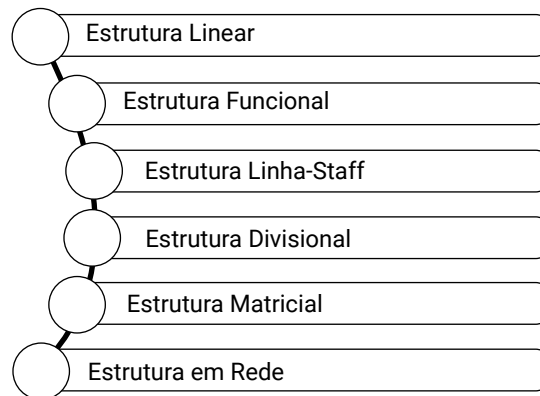 Estrutura Linear
Estrutura Funcional
Estrutura Linha-Staff
Estrutura Divisional
Estrutura Matricial
Estrutura em Rede